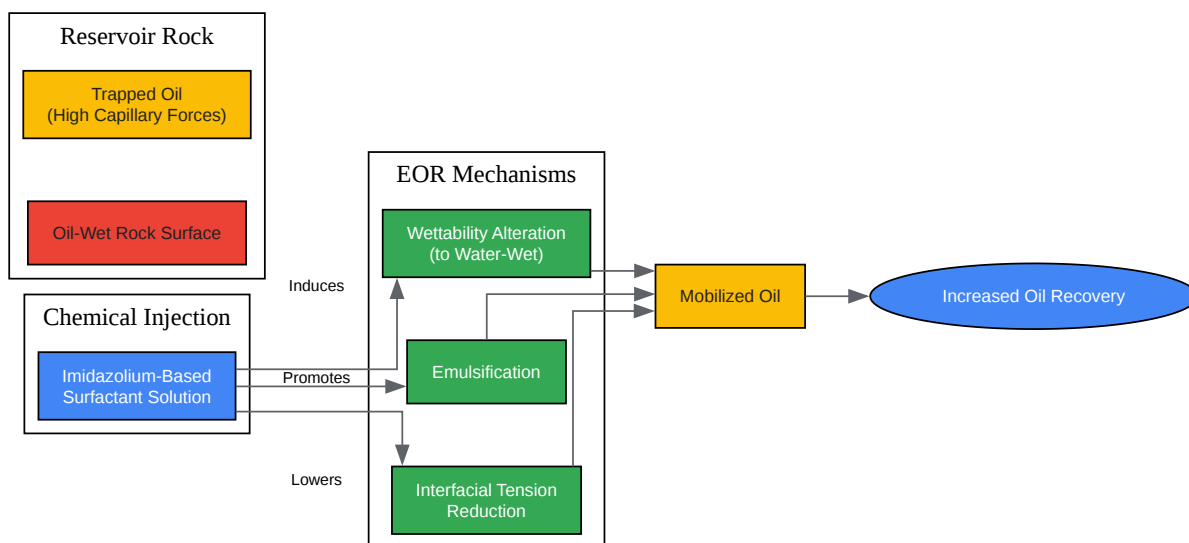 Reservoir Rock
Trapped Oil
(High Capillary Forces)
Oil-Wet Rock Surface
Chemical Injection
Imidazolium-Based
Surfactant Solution
Induces
Promotes
Lowers
EOR Mechanisms
Wettability Alteration
(to Water-Wet)
Emulsification
Interfacial Tension
Reduction
Mobilized Oil
Increased Oil Recovery